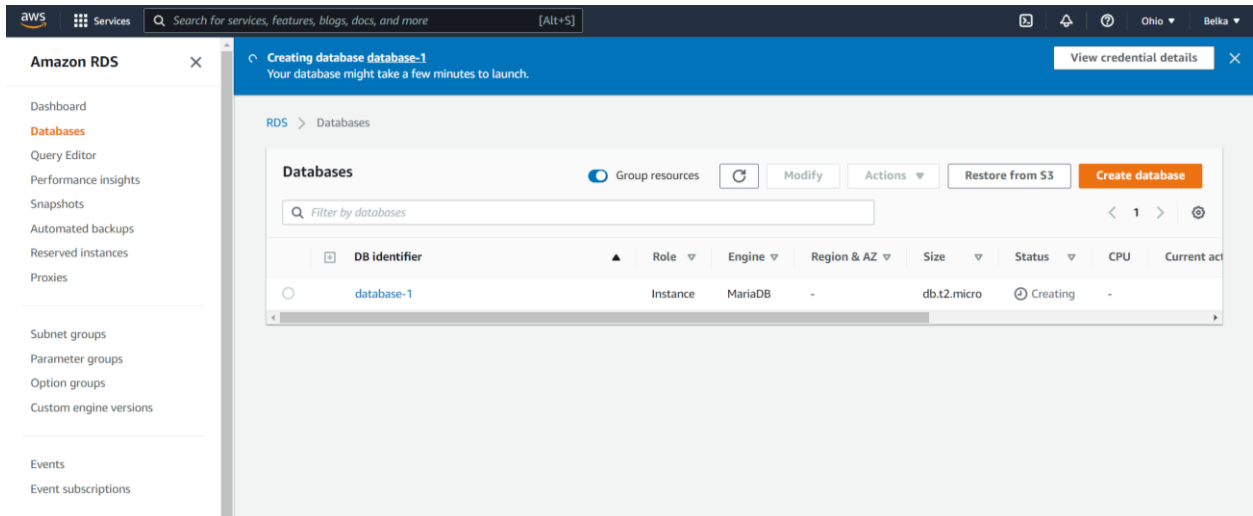 aws Services Search for services, features, blogs, docs, and more [Alt+S] Ohio Belka
Amazon RDS
Dashboard
Databases
Query Editor
Performance insights
Snapshots
Automated backups
Reserved instances
Proxies
Subnet groups
Parameter groups
Option groups
Custom engine versions
Events
Event subscriptions
Creating database database-1 View credential details
Your database might take a few minutes to launch.
RDS > Databases
Databases Group resources Modify Actions Restore from S3 Create database
Filter by databases < 1 >
DB identifier Role Engine Region & AZ Size Status CPU Current act
database-1 Instance MariaDB - db.t2.micro Creating -